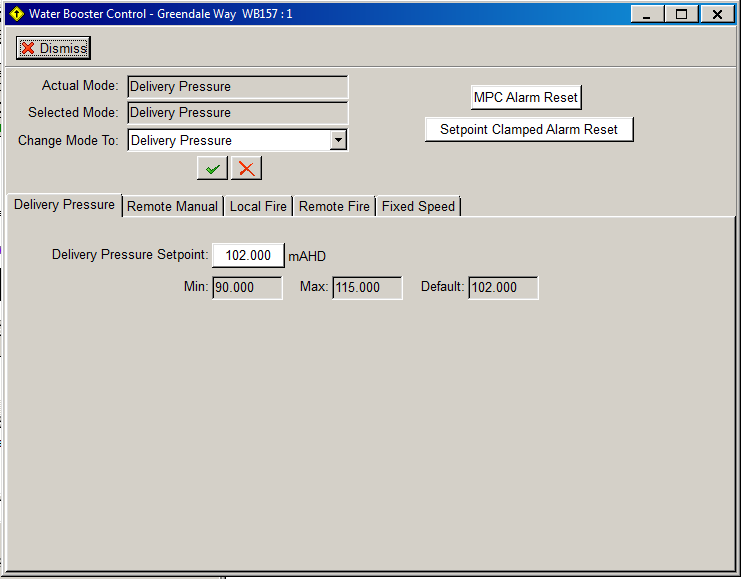 Water Booster Control - Greendale Way  WB157 : 1
Dismiss
Actual Mode: Delivery Pressure
Selected Mode: Delivery Pressure
Change Mode To: Delivery Pressure
MPC Alarm Reset
Setpoint Clamped Alarm Reset
Delivery Pressure Remote Manual Local Fire Remote Fire Fixed Speed
Delivery Pressure Setpoint: 102.000 mAHD
Min: 90.000 Max: 115.000 Default: 102.000